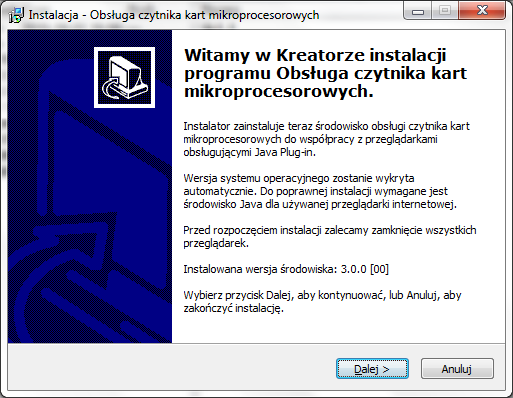 Instalacja - Obsługa czytnika kart mikroprocesorowych
Witamy w Kreatorze instalacji
programu Obsługa czytnika kart
mikroprocesorowych.
Instalator zainstaluje teraz środowisko obsługi czytnika kart
mikroprocesorowych do współpracy z przeglądarkami
obsługującymi Java Plug-in.
Wersja systemu operacyjnego zostanie wykryta
automatycznie. Do poprawnej instalacji wymagane jest
środowisko Java dla używanej przeglądarki internetowej.
Przed rozpoczęciem instalacji zalecamy zamknięcie wszystkich
przeglądarek.
Instalowana wersja środowiska: 3.0.0 [00]
Wybierz przycisk Dalej, aby kontynuować, lub Anuluj, aby
zakończyć instalację.
Dalej > Anuluj